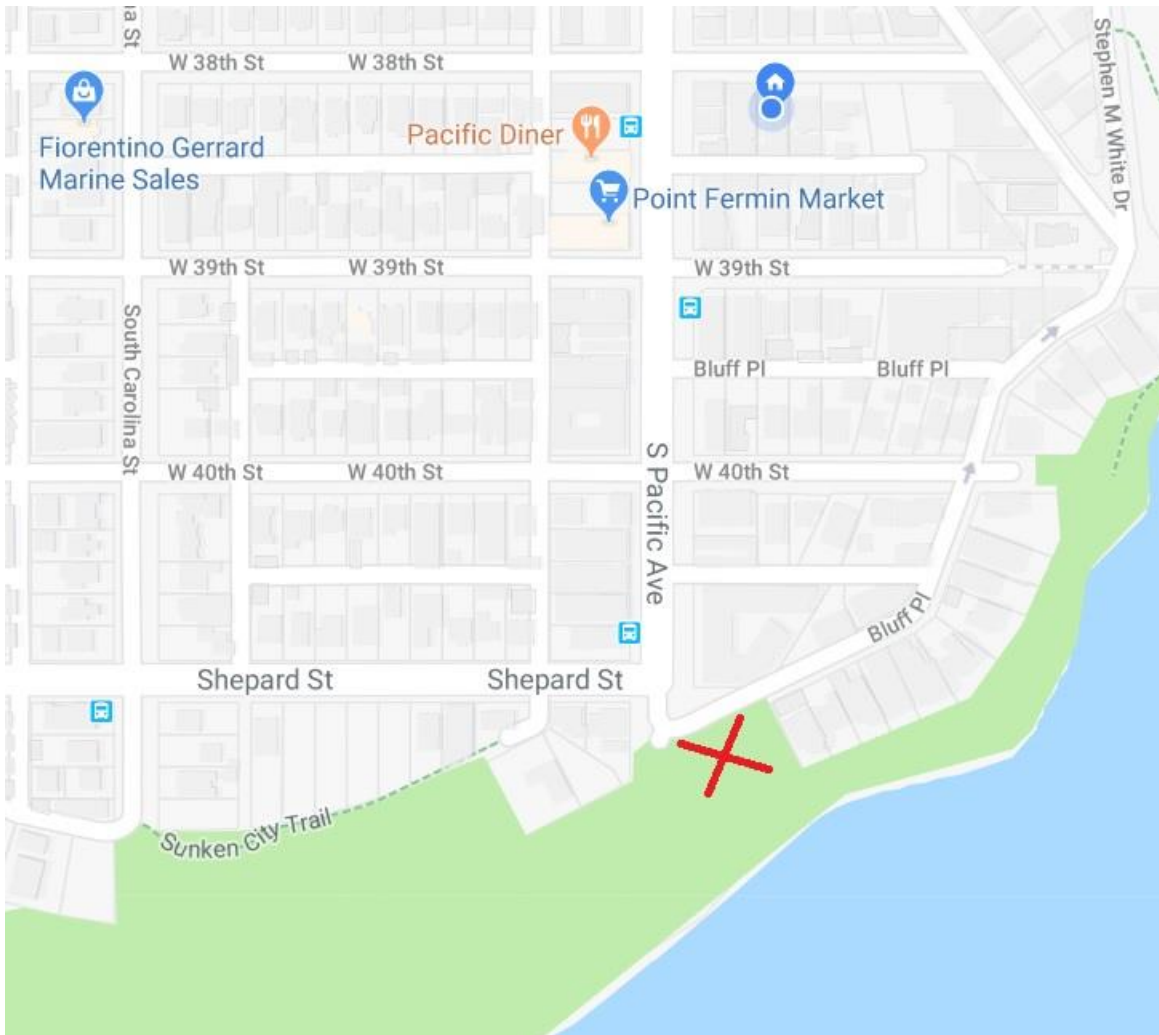 na St
W 38th St
W 38th St
Stephen M White Dr
Fiorentino Gerrard
Marine Sales
Pacific Diner
Point Fermin Market
W 39th St
W 39th St
W 39th St
South Carolina St
Bluff Pl
Bluff Pl
W 40th St
W 40th St
W 40th St
S Pacific Ave
Bluff Pl
Shepard St
Shepard St
Sunken City Trail